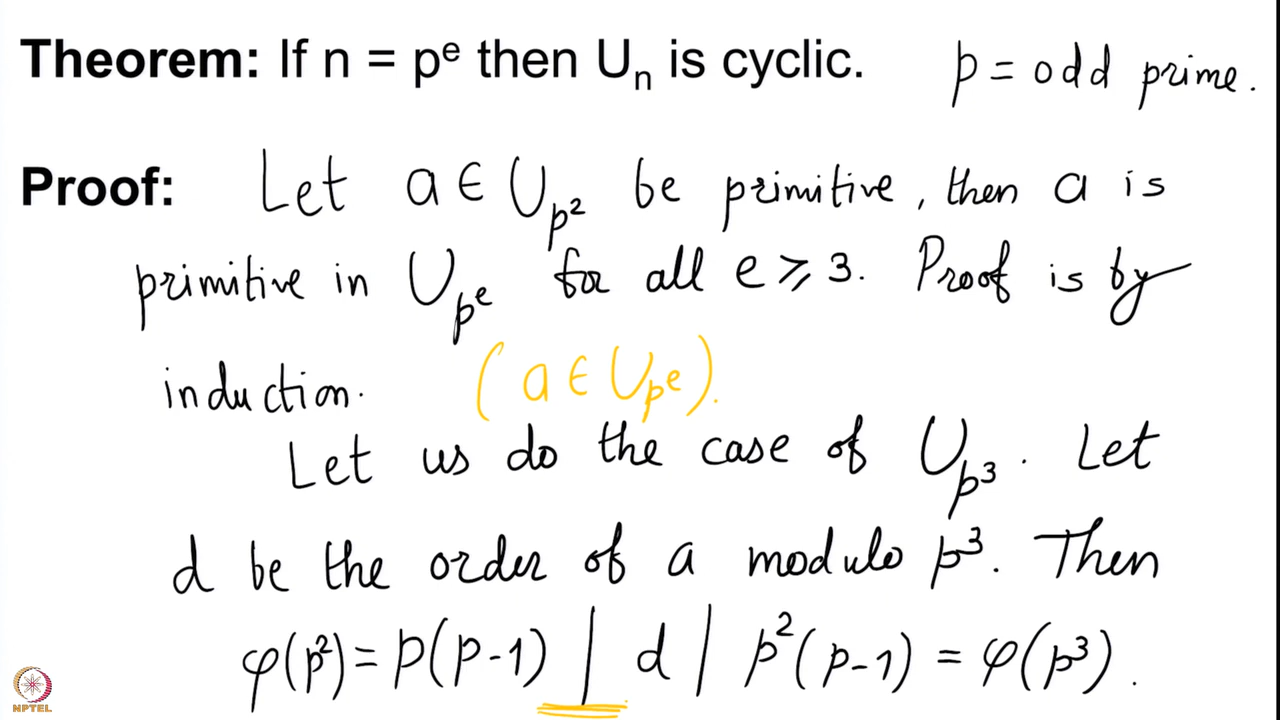 Theorem: If n = pᵉ then Uₙ is cyclic. p = odd prime.
Proof: Let a ∈ U_{p²} be primitive, then a is
primitive in U_{pᵉ} for all e ⩾ 3. Proof is by
induction. (a ∈ U_{pᵉ}).
Let us do the case of U_{p³}. Let
d be the order of a modulo p³. Then
φ(p²) = p(p-1) | d | p²(p-1) = φ(p³).
NPTEL